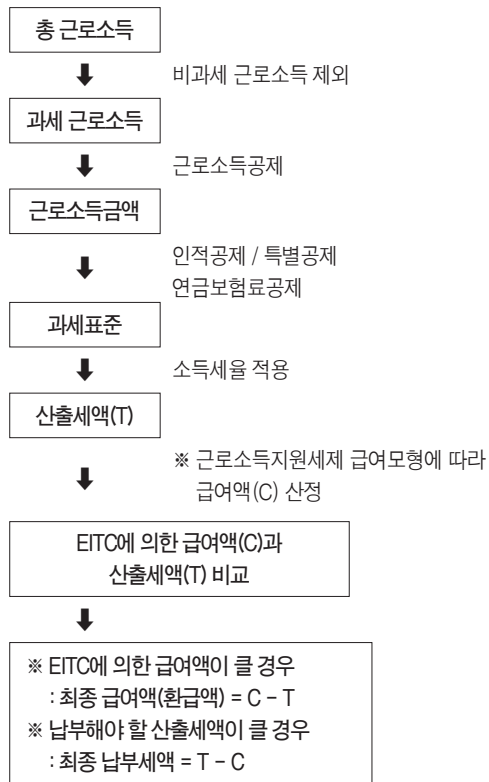 총 근로소득
비과세 근로소득 제외
과세 근로소득
근로소득공제
근로소득금액
인적공제 / 특별공제
연금보험료공제
과세표준
소득세율 적용
산출세액(T)
※ 근로소득지원세제 급여모형에 따라
급여액(C) 산정
EITC에 의한 급여액(C)과
산출세액(T) 비교
※ EITC에 의한 급여액이 클 경우
: 최종 급여액(환급액) = C - T
※ 납부해야 할 산출세액이 클 경우
: 최종 납부세액 = T - C